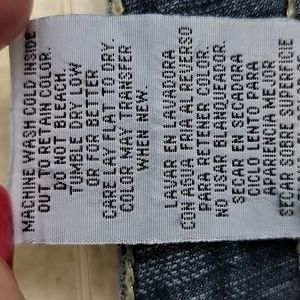 MACHINE WASH COLD INSIDE
OUT TO RETAIN COLOR.
DO NOT BLEACH.
TUMBLE DRY LOW
OR FOR BETTER
CARE LAY FLAT TO DRY.
COLOR MAY TRANSFER
WHEN NEW.
LAVAR EN LAVADORA
CON AGUA FRIA AL REVERSO
PARA RETENER COLOR.
NO USAR BLANQUEADOR.
SECAR EN SECADORA
CICLO LENTO PARA
APARIENCIA MEJOR
SECAR SOBRE SUPERFICIE